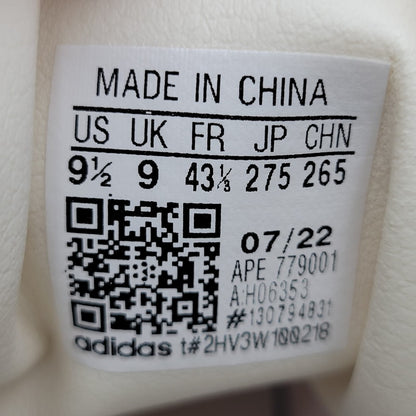 MADE IN CHINA
US UK FR JP CHN
9½ 9 43⅓ 275 265
07/22
APE 779001
A:H06353
#130794831
adidas t#2HV3W100218